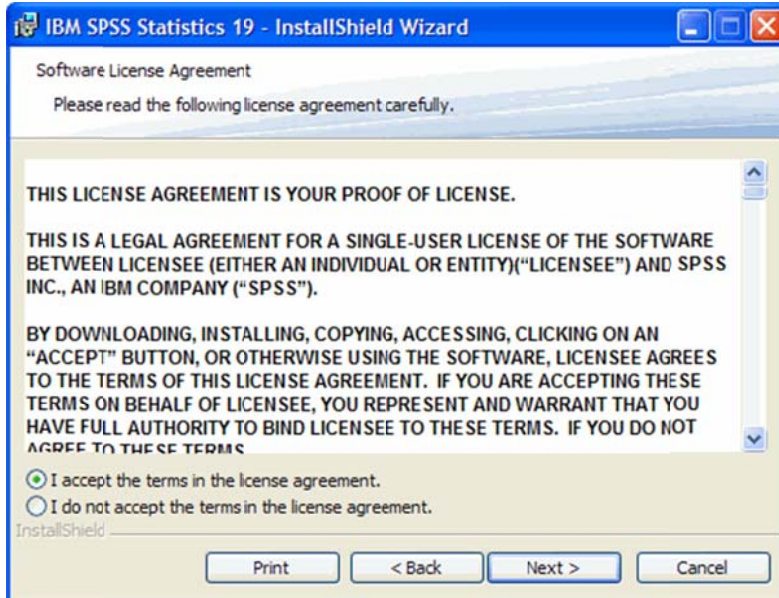 IBM SPSS Statistics 19 - InstallShield Wizard
Software License Agreement
Please read the following license agreement carefully.
THIS LICENSE AGREEMENT IS YOUR PROOF OF LICENSE.
THIS IS A LEGAL AGREEMENT FOR A SINGLE-USER LICENSE OF THE SOFTWARE
BETWEEN LICENSEE (EITHER AN INDIVIDUAL OR ENTITY)(“LICENSEE”) AND SPSS
INC., AN IBM COMPANY (“SPSS”).
BY DOWNLOADING, INSTALLING, COPYING, ACCESSING, CLICKING ON AN
“ACCEPT” BUTTON, OR OTHERWISE USING THE SOFTWARE, LICENSEE AGREES
TO THE TERMS OF THIS LICENSE AGREEMENT. IF YOU ARE ACCEPTING THESE
TERMS ON BEHALF OF LICENSEE, YOU REPRESENT AND WARRANT THAT YOU
HAVE FULL AUTHORITY TO BIND LICENSEE TO THESE TERMS. IF YOU DO NOT
AGREE TO THESE TERMS
I accept the terms in the license agreement.
I do not accept the terms in the license agreement.
InstallShield
Print < Back Next > Cancel